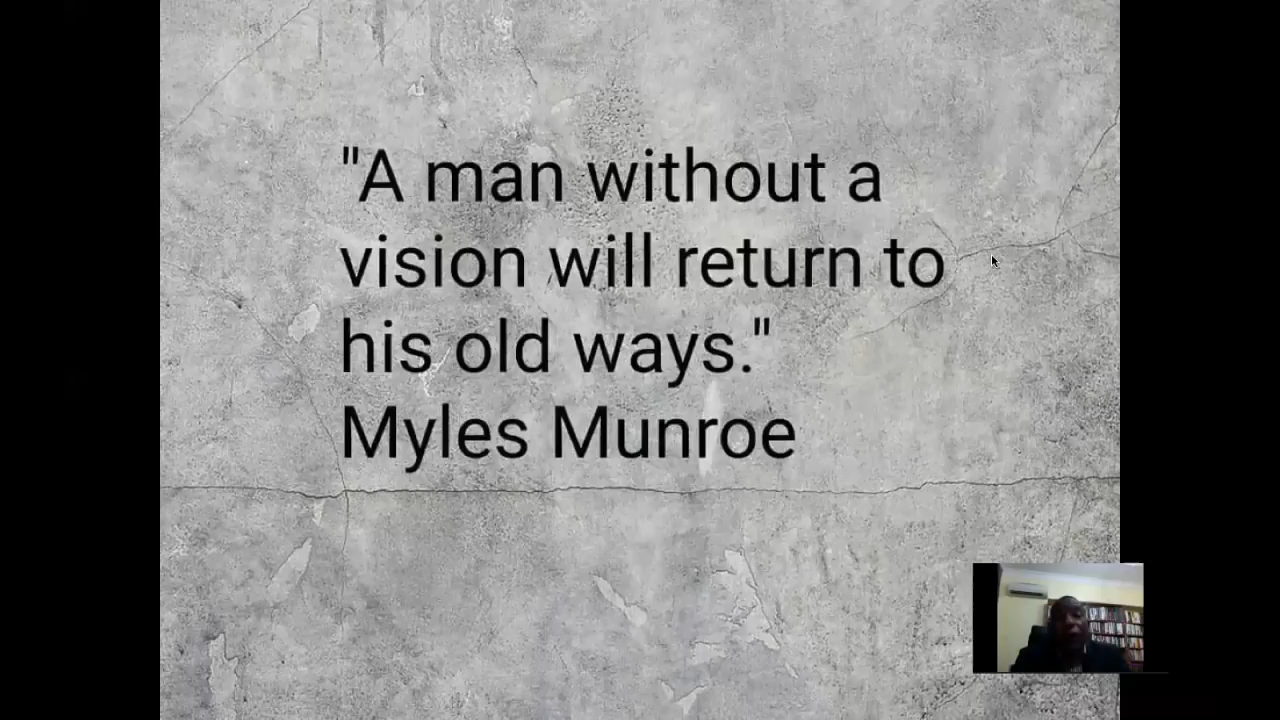 "A man without a
vision will return to
his old ways."
Myles Munroe